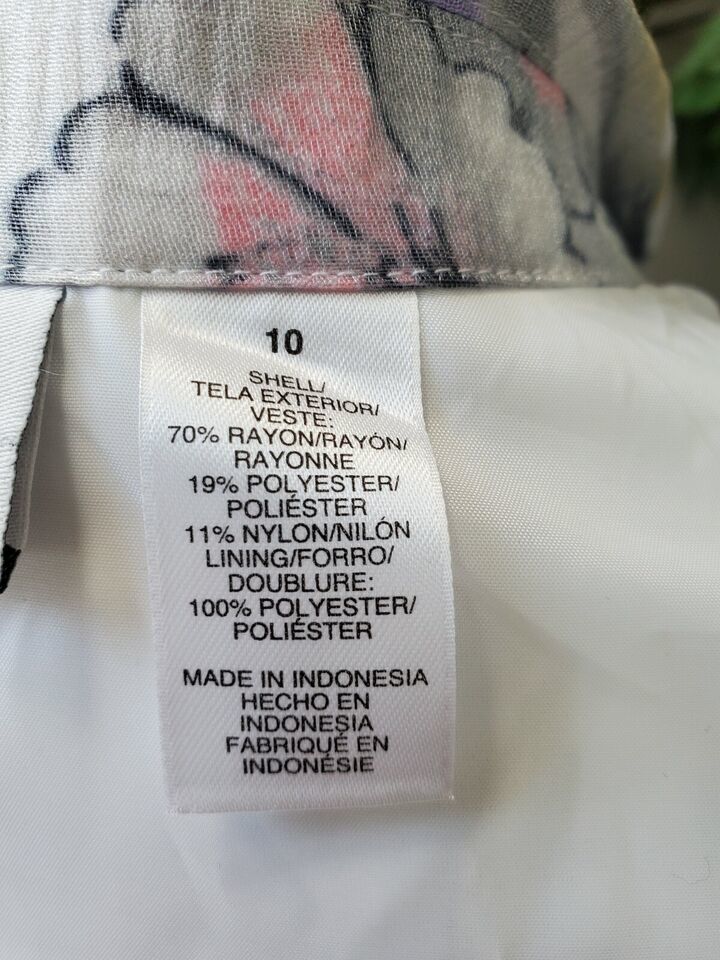 10
SHELL/
TELA EXTERIOR/
VESTE:
70% RAYON/RAYÓN/
RAYONNE
19% POLYESTER/
POLIÉSTER
11% NYLON/NILÓN
LINING/FORRO/
DOUBLURE:
100% POLYESTER/
POLIÉSTER
MADE IN INDONESIA
HECHO EN
INDONESIA
FABRIQUÉ EN
INDONÉSIE